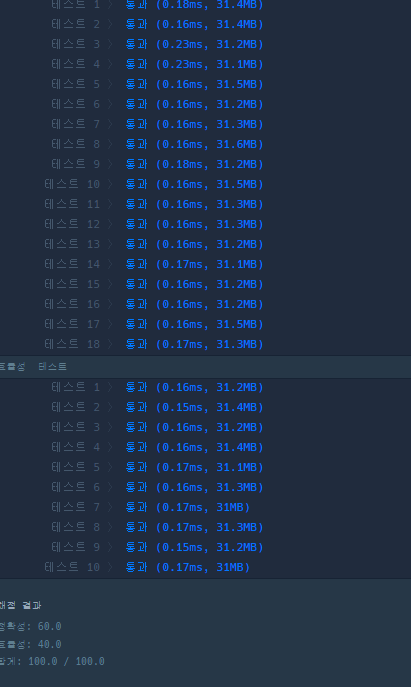 테스트 1 〉 통과 (0.18ms, 31.4MB)
테스트 2 〉 통과 (0.16ms, 31.4MB)
테스트 3 〉 통과 (0.23ms, 31.2MB)
테스트 4 〉 통과 (0.23ms, 31.1MB)
테스트 5 〉 통과 (0.16ms, 31.5MB)
테스트 6 〉 통과 (0.16ms, 31.2MB)
테스트 7 〉 통과 (0.16ms, 31.3MB)
테스트 8 〉 통과 (0.16ms, 31.6MB)
테스트 9 〉 통과 (0.18ms, 31.2MB)
테스트 10 〉 통과 (0.16ms, 31.5MB)
테스트 11 〉 통과 (0.16ms, 31.3MB)
테스트 12 〉 통과 (0.16ms, 31.3MB)
테스트 13 〉 통과 (0.16ms, 31.2MB)
테스트 14 〉 통과 (0.17ms, 31.1MB)
테스트 15 〉 통과 (0.16ms, 31.2MB)
테스트 16 〉 통과 (0.16ms, 31.2MB)
테스트 17 〉 통과 (0.16ms, 31.5MB)
테스트 18 〉 통과 (0.17ms, 31.3MB)
트율성 테스트
테스트 1 〉 통과 (0.16ms, 31.2MB)
테스트 2 〉 통과 (0.15ms, 31.4MB)
테스트 3 〉 통과 (0.16ms, 31.2MB)
테스트 4 〉 통과 (0.16ms, 31.4MB)
테스트 5 〉 통과 (0.17ms, 31.1MB)
테스트 6 〉 통과 (0.16ms, 31.3MB)
테스트 7 〉 통과 (0.17ms, 31MB)
테스트 8 〉 통과 (0.17ms, 31.3MB)
테스트 9 〉 통과 (0.15ms, 31.2MB)
테스트 10 〉 통과 (0.17ms, 31MB)
채점 결과
정확성: 60.0
효율성: 40.0
합계: 100.0 / 100.0